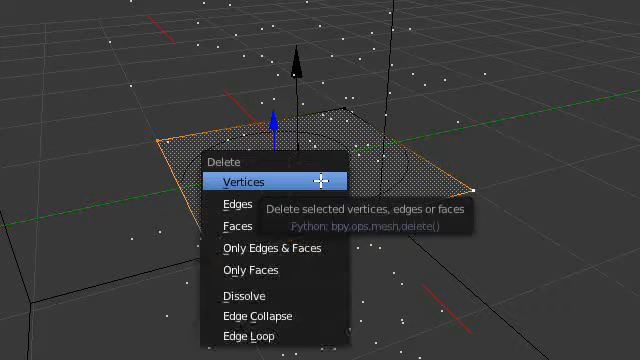 Delete
Vertices
Edges
Delete selected vertices, edges or faces
Faces
Python: bpy.ops.mesh.delete()
Only Edges & Faces
Only Faces
Dissolve
Edge Collapse
Edge Loop